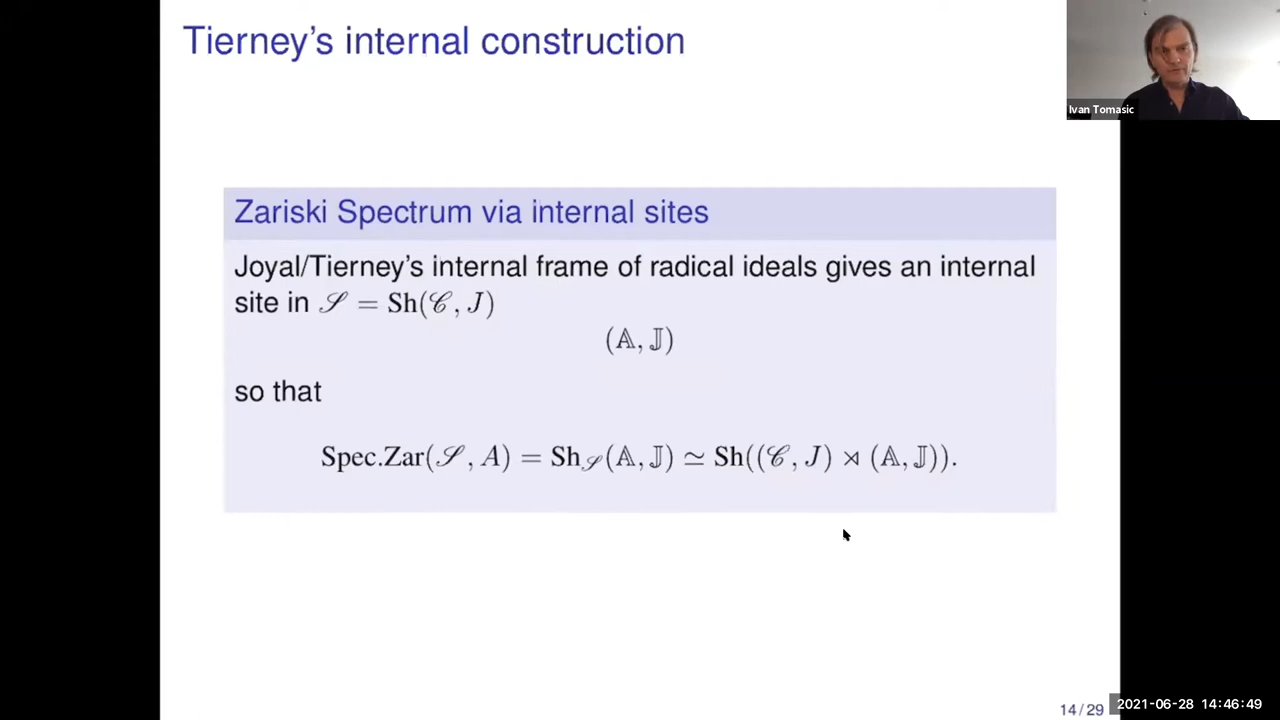 Tierney's internal construction
Ivan Tomasic
Zariski Spectrum via internal sites
Joyal/Tierney's internal frame of radical ideals gives an internal
site in 𝒮 = Sh(𝒞, J)
(𝔸, 𝕁)
so that
Spec.Zar(𝒮, A) = Sh_𝒮(𝔸, 𝕁) ≃ Sh((𝒞, J) ⋊ (𝔸, 𝕁)).
14 / 29
2021-06-28 14:46:49